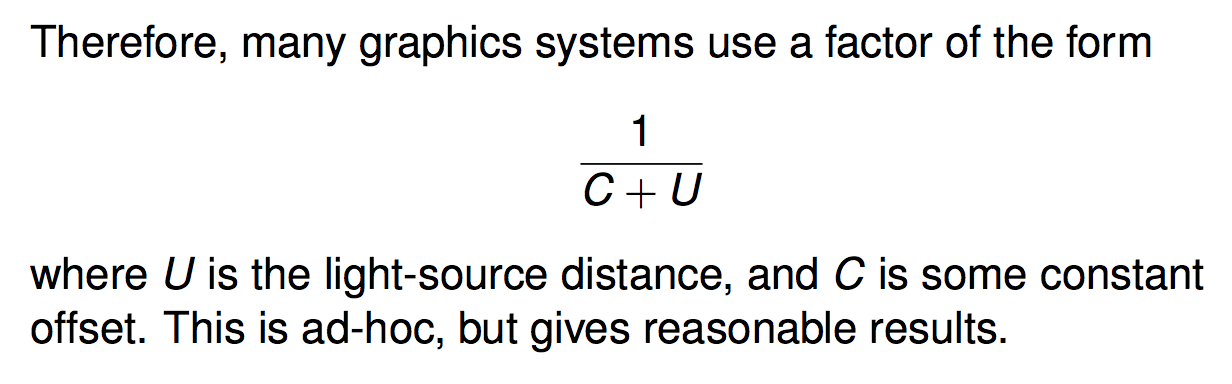 Therefore, many graphics systems use a factor of the form
1
C + U
where U is the light-source distance, and C is some constant
offset. This is ad-hoc, but gives reasonable results.